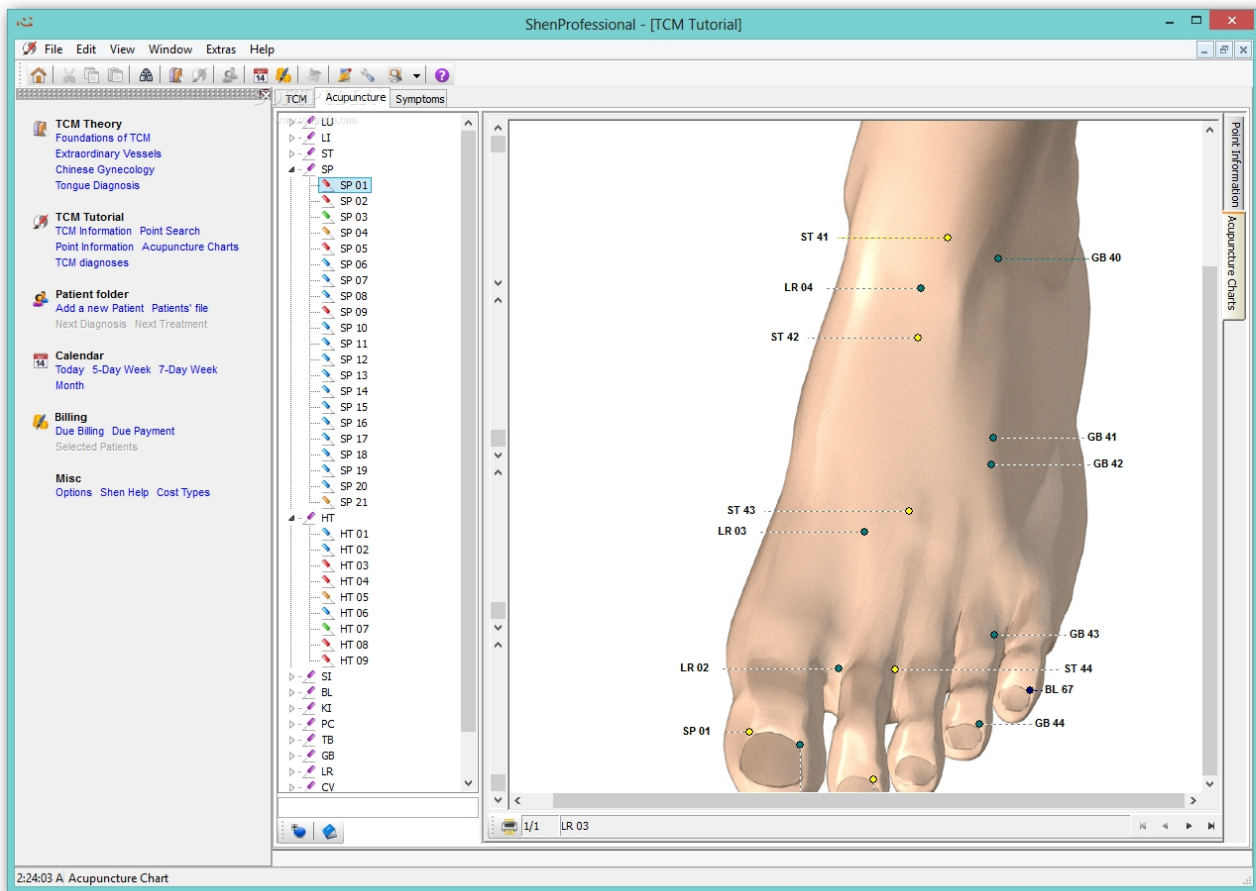 ShenProfessional - [TCM Tutorial]
File Edit View Window Extras Help
TCM Acupuncture Symptoms
TCM Theory
Foundations of TCM
Extraordinary Vessels
Chinese Gynecology
Tongue Diagnosis
TCM Tutorial
TCM Information Point Search
Point Information Acupuncture Charts
TCM diagnoses
Patient folder
Add a new Patient Patients' file
Next Diagnosis Next Treatment
14
Calendar
Today 5-Day Week 7-Day Week
Month
Billing
Due Billing Due Payment
Selected Patients
Misc
Options Shen Help Cost Types
LU
LI
ST
SP
SP 01
SP 02
SP 03
SP 04
SP 05
SP 06
SP 07
SP 08
SP 09
SP 10
SP 11
SP 12
SP 13
SP 14
SP 15
SP 16
SP 17
SP 18
SP 19
SP 20
SP 21
HT
HT 01
HT 02
HT 03
HT 04
HT 05
HT 06
HT 07
HT 08
HT 09
SI
BL
KI
PC
TB
GB
LR
CV
ST 41
GB 40
LR 04
ST 42
GB 41
GB 42
ST 43
LR 03
GB 43
LR 02
ST 44
BL 67
GB 44
SP 01
Point Information
Acupuncture Charts
1/1 LR 03
2:24:03 A Acupuncture Chart